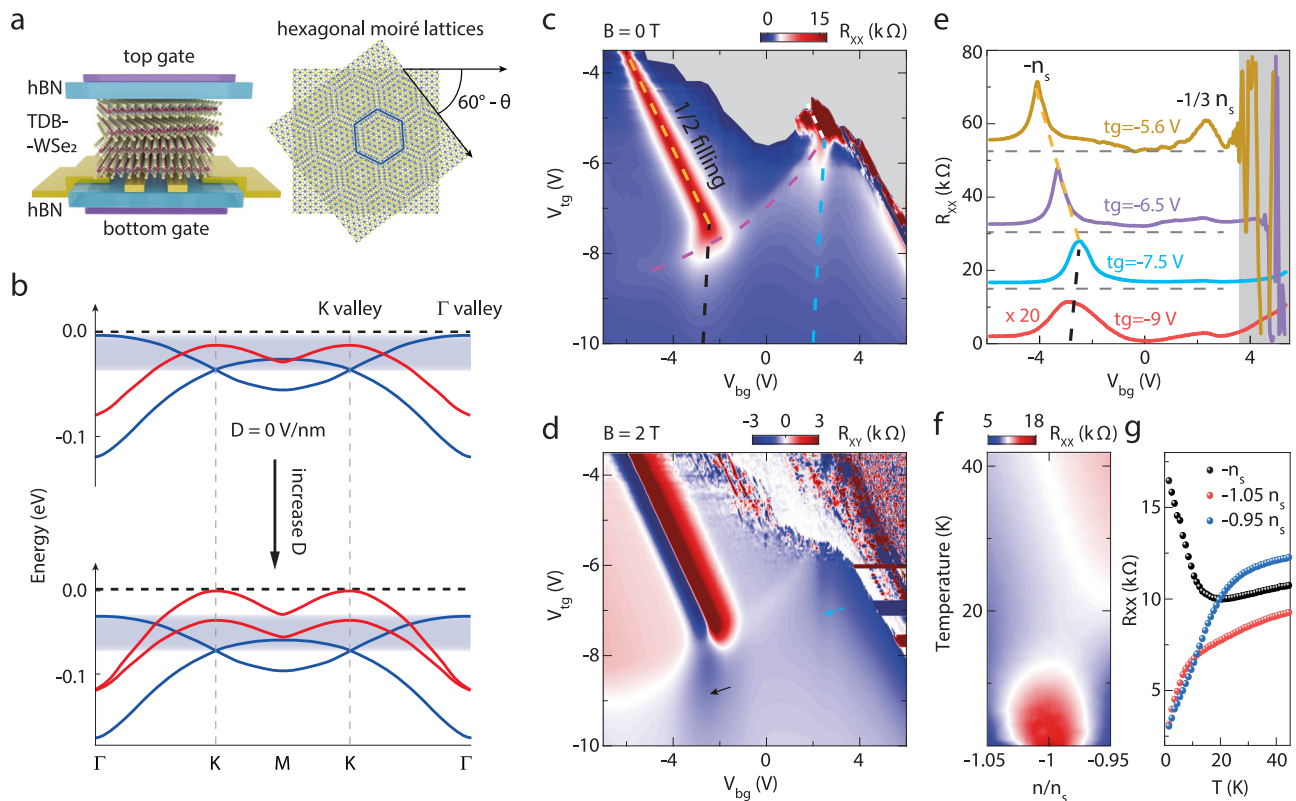 a
top gate
hBN
TDB-
-WSe₂
hBN
bottom gate
hexagonal moiré lattices
60° - θ
b
K valley
Γ valley
0.0
D = 0 V/nm
-0.1
increase D
Energy (eV)
0.0
-0.1
Γ
K
M
K
Γ
c
B = 0 T
0
15
R_XX (kΩ)
1/2 filling
-4
-6
-8
-10
V_tg (V)
-4
0
4
V_bg (V)
d
B = 2 T
-3
0
3
R_XY (kΩ)
-4
-6
-8
-10
V_tg (V)
-4
0
4
V_bg (V)
e
80
60
40
20
0
R_XX (kΩ)
-n_s
-1/3 n_s
tg=-5.6 V
tg=-6.5 V
tg=-7.5 V
x 20
tg=-9 V
-4
0
4
V_bg (V)
f
5
18
R_XX (kΩ)
40
20
Temperature (K)
-1.05
-1
-0.95
n/n_s
g
-n_s
-1.05 n_s
-0.95 n_s
15
10
5
Rxx (kΩ)
0
20
40
T (K)